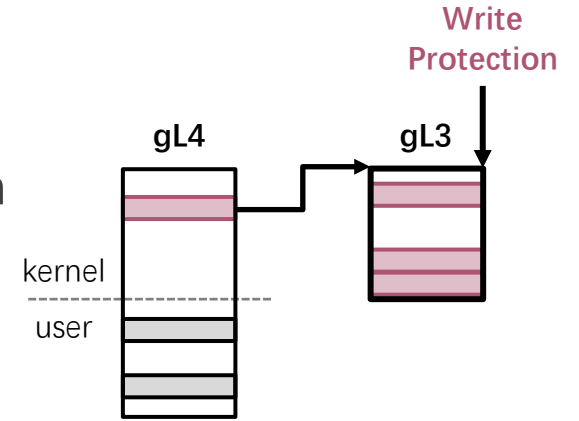 Write
Protection
gL4
gL3
kernel
user